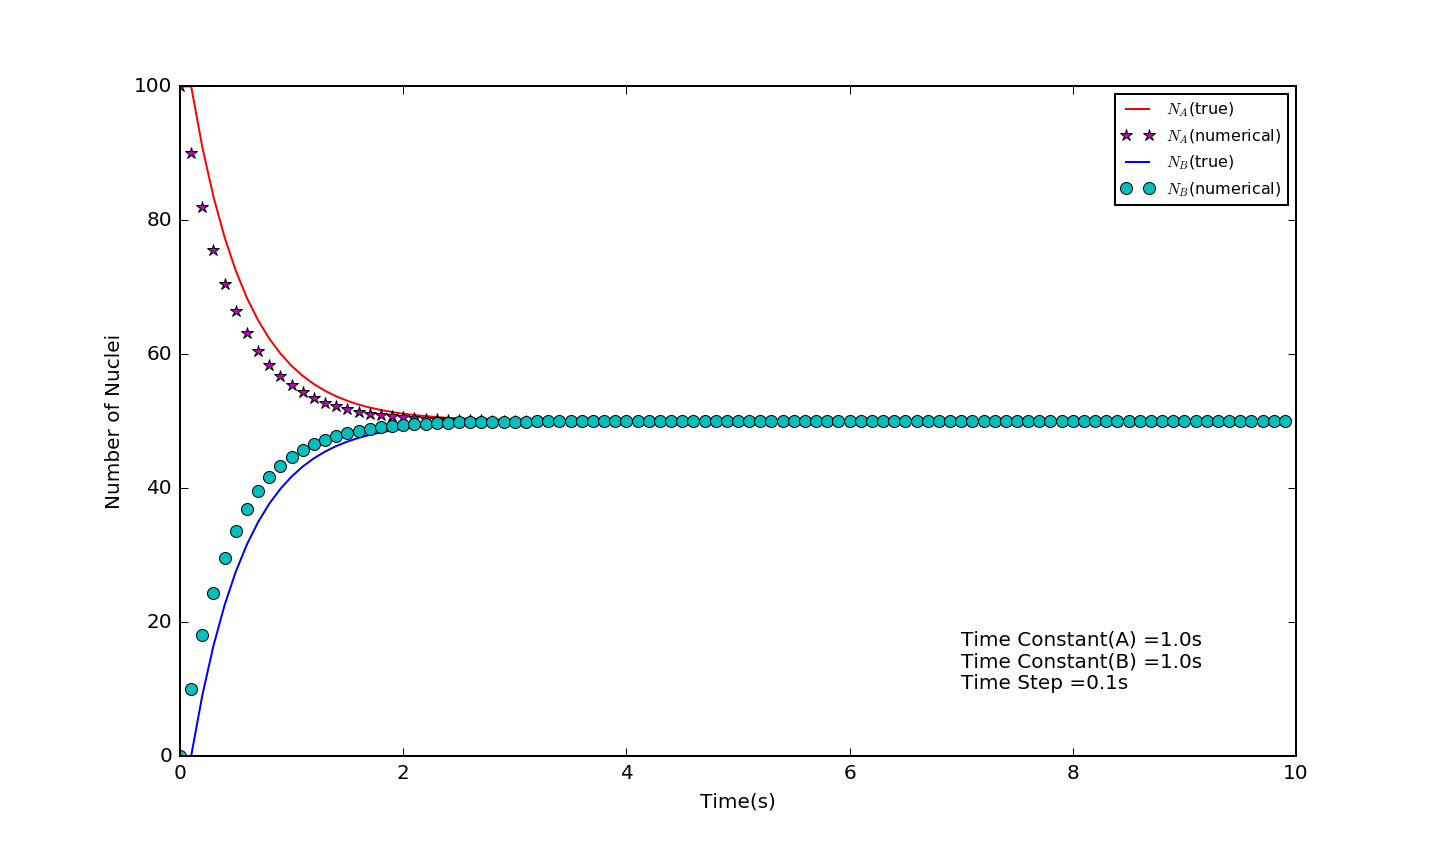 100
80
60
40
20
0
0 2 4 6 8 10
Number of Nuclei
Time(s)
N_A(true)
N_A(numerical)
N_B(true)
N_B(numerical)
Time Constant(A) =1.0s
Time Constant(B) =1.0s
Time Step =0.1s